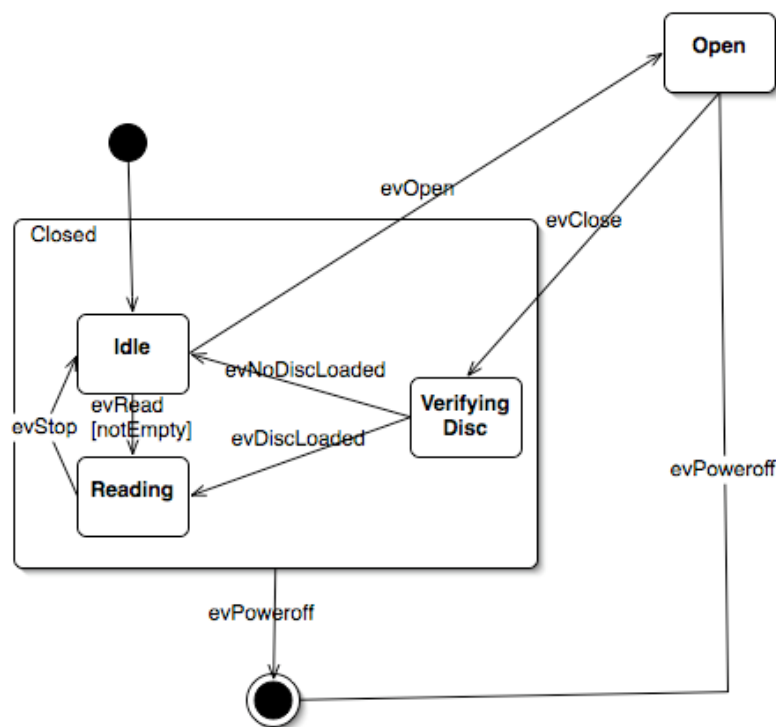 Open
evOpen
evClose
Closed
Idle
evNoDiscLoaded
Verifying
Disc
evRead
[notEmpty]
evStop
evDiscLoaded
Reading
evPoweroff
evPoweroff